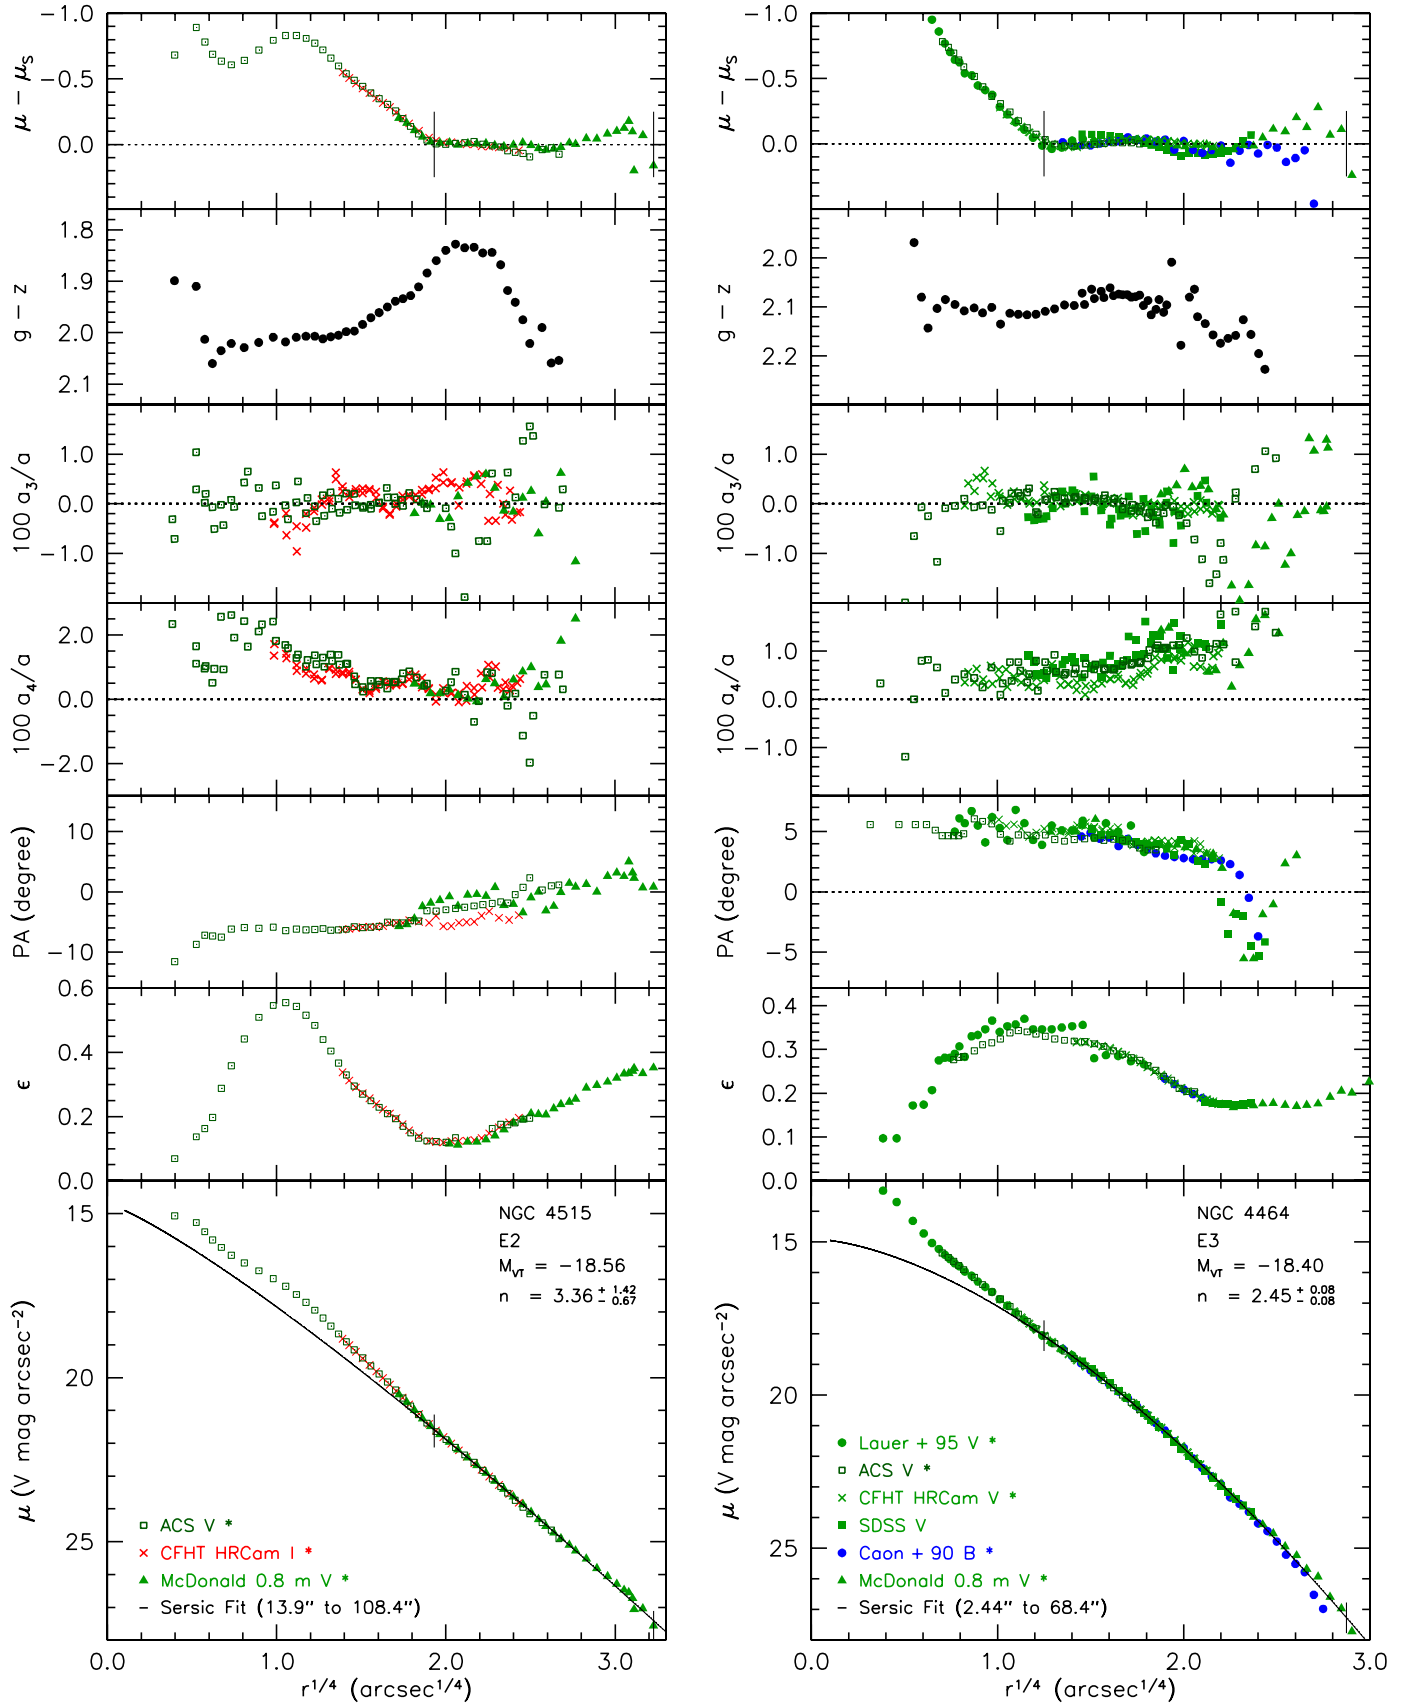 −1.0
−0.5
0.0
μ − μS
1.8
1.9
2.0
2.1
g − z
1.0
0.0
−1.0
100 a3/a
2.0
0.0
−2.0
100 a4/a
10
0
−10
PA (degree)
0.6
0.4
0.2
0.0
ϵ
15
20
25
μ (V mag arcsec−2)
NGC 4515
E2
MVT = −18.56
n = 3.36 + 1.42 − 0.67
ACS V *
CFHT HRCam I *
McDonald 0.8 m V *
− Sersic Fit (13.9″ to 108.4″)
0.0 1.0 2.0 3.0
r1/4 (arcsec1/4)
−1.0
−0.5
0.0
μ − μS
2.0
2.1
2.2
g − z
1.0
0.0
−1.0
100 a3/a
1.0
0.0
−1.0
100 a4/a
5
0
−5
PA (degree)
0.4
0.3
0.2
0.1
0.0
ϵ
15
20
25
μ (V mag arcsec−2)
NGC 4464
E3
MVT = −18.40
n = 2.45 + 0.08 − 0.08
Lauer + 95 V *
ACS V *
CFHT HRCam V *
SDSS V
Caon + 90 B *
McDonald 0.8 m V *
− Sersic Fit (2.44″ to 68.4″)
0.0 1.0 2.0 3.0
r1/4 (arcsec1/4)